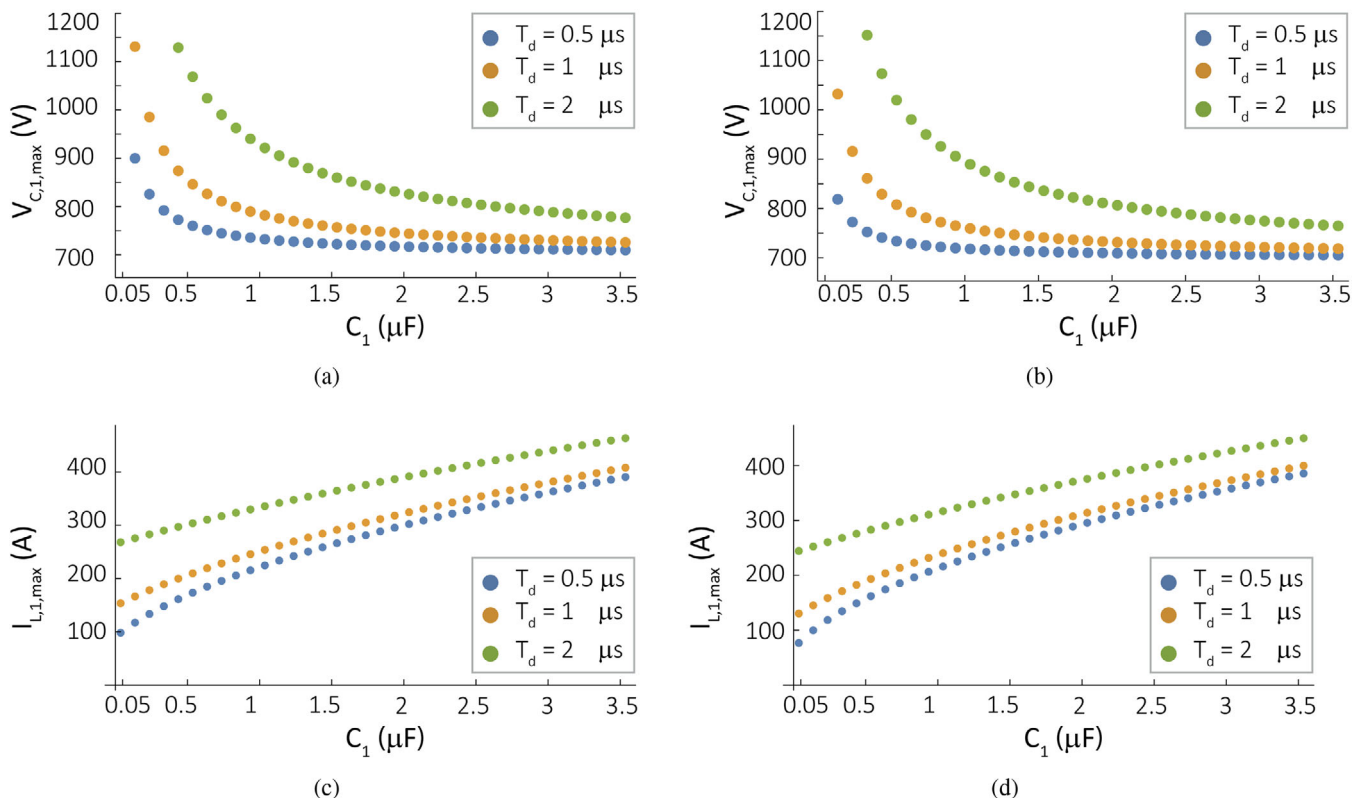 V_C,1,max (V)
1200
1100
1000
900
800
700
0.05 0.5 1 1.5 2 2.5 3 3.5
C_1 (μF)
T_d = 0.5 μs
T_d = 1 μs
T_d = 2 μs
(a)
V_C,1,max (V)
1200
1100
1000
900
800
700
0.05 0.5 1 1.5 2 2.5 3 3.5
C_1 (μF)
T_d = 0.5 μs
T_d = 1 μs
T_d = 2 μs
(b)
I_L,1,max (A)
400
300
200
100
0.05 0.5 1 1.5 2 2.5 3 3.5
C_1 (μF)
T_d = 0.5 μs
T_d = 1 μs
T_d = 2 μs
(c)
I_L,1,max (A)
400
300
200
100
0.05 0.5 1 1.5 2 2.5 3 3.5
C_1 (μF)
T_d = 0.5 μs
T_d = 1 μs
T_d = 2 μs
(d)